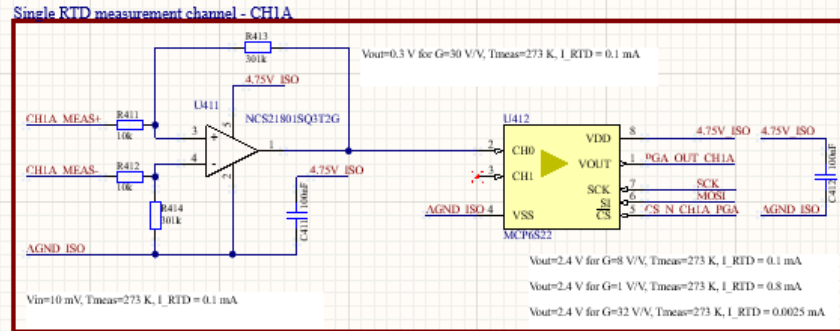 Single RTD measurement channel - CH1A
R413
301k
Vout=0.3 V for G=30 V/V, Tmeas=273 K, I_RTD = 0.1 mA
4.75V_ISO
U411
NCS21801SQ3T2G
CH1A_MEAS+
R411
10k
3
+
5
1
4
-
2
CH1A_MEAS-
R412
10k
R414
301k
AGND_ISO
4.75V_ISO
100nF
C411
U412
2
CH0
3
CH1
AGND_ISO
4
VSS
VDD
8
4.75V_ISO
VOUT
1
PGA_OUT_CH1A
SCK
7
SCK
SI
6
MOSI
CS
5
CS_N_CH1A_PGA
MCP6S22
4.75V_ISO
100nF
C412
AGND_ISO
Vout=2.4 V for G=8 V/V, Tmeas=273 K, I_RTD = 0.1 mA
Vout=2.4 V for G=1 V/V, Tmeas=273 K, I_RTD = 0.8 mA
Vout=2.4 V for G=32 V/V, Tmeas=273 K, I_RTD = 0.0025 mA
Vin=10 mV, Tmeas=273 K, I_RTD = 0.1 mA